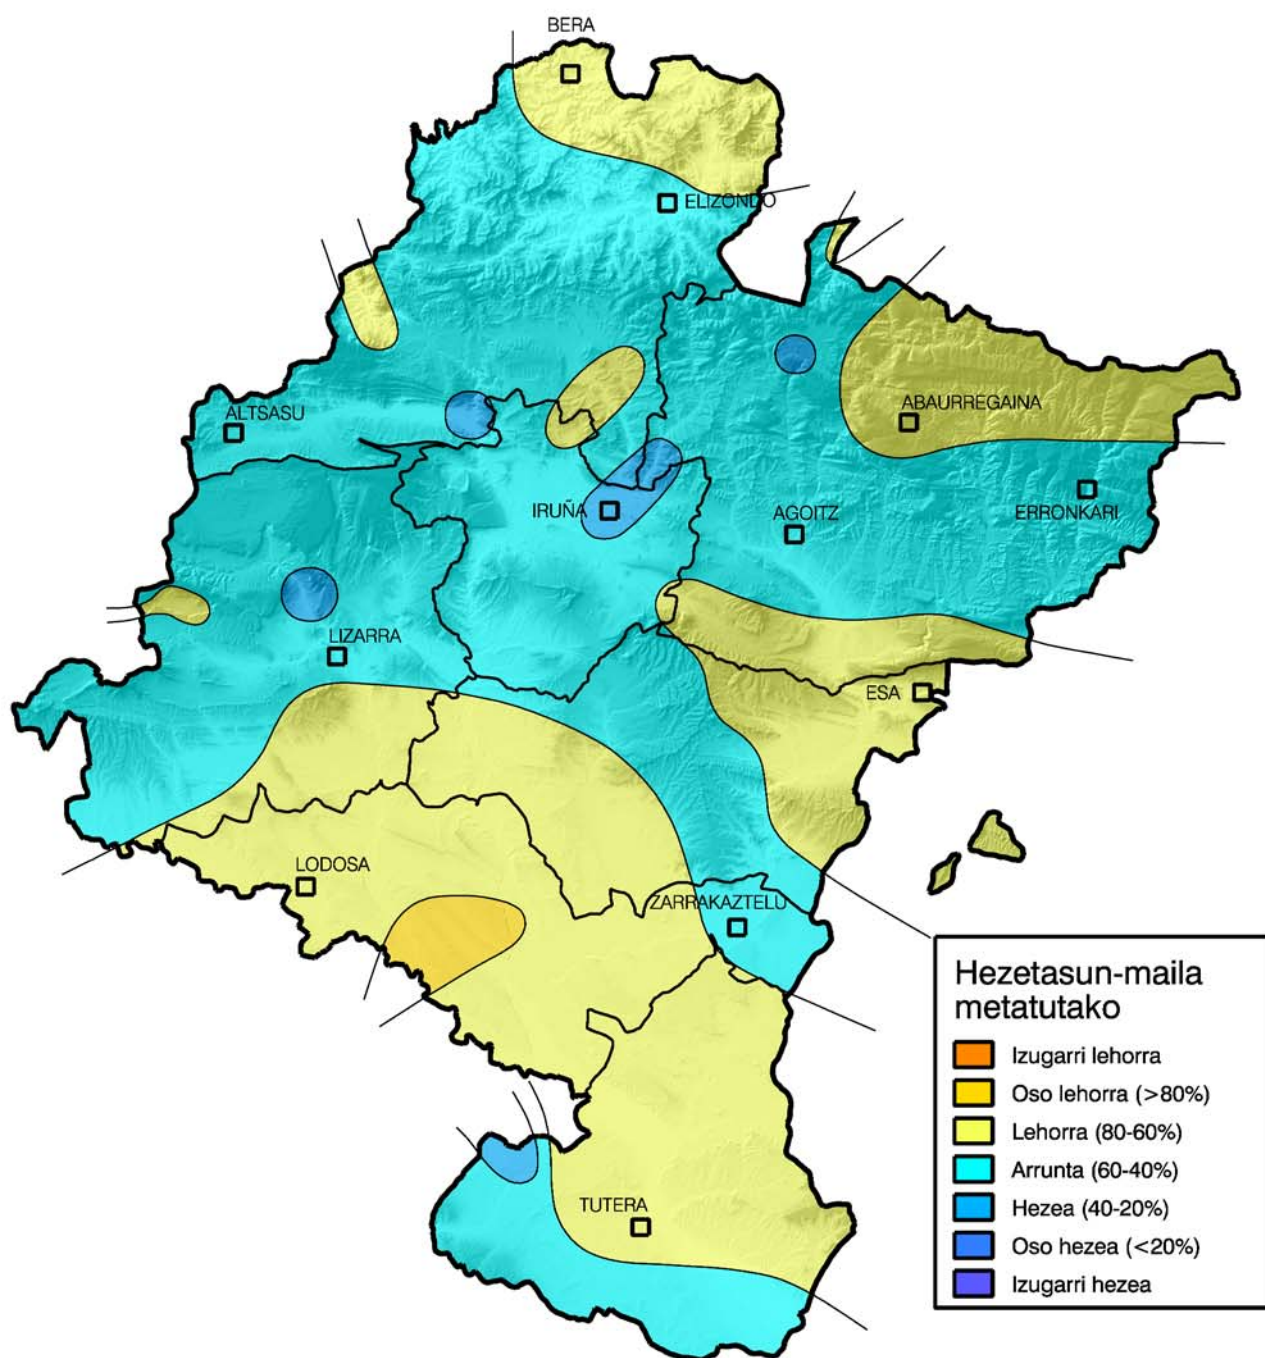 BERA
ELIZONDO
ALTSASU
ABAURREGAINA
IRUÑA
AGOITZ
ERRONKARI
LIZARRA
ESA
LODOSA
ZARRAKAZTELU
TUTERA
Hezetasun-maila
metatutako
Izugarri lehorra
Oso lehorra (>80%)
Lehorra (80-60%)
Arrunta (60-40%)
Hezea (40-20%)
Oso hezea (<20%)
Izugarri hezea